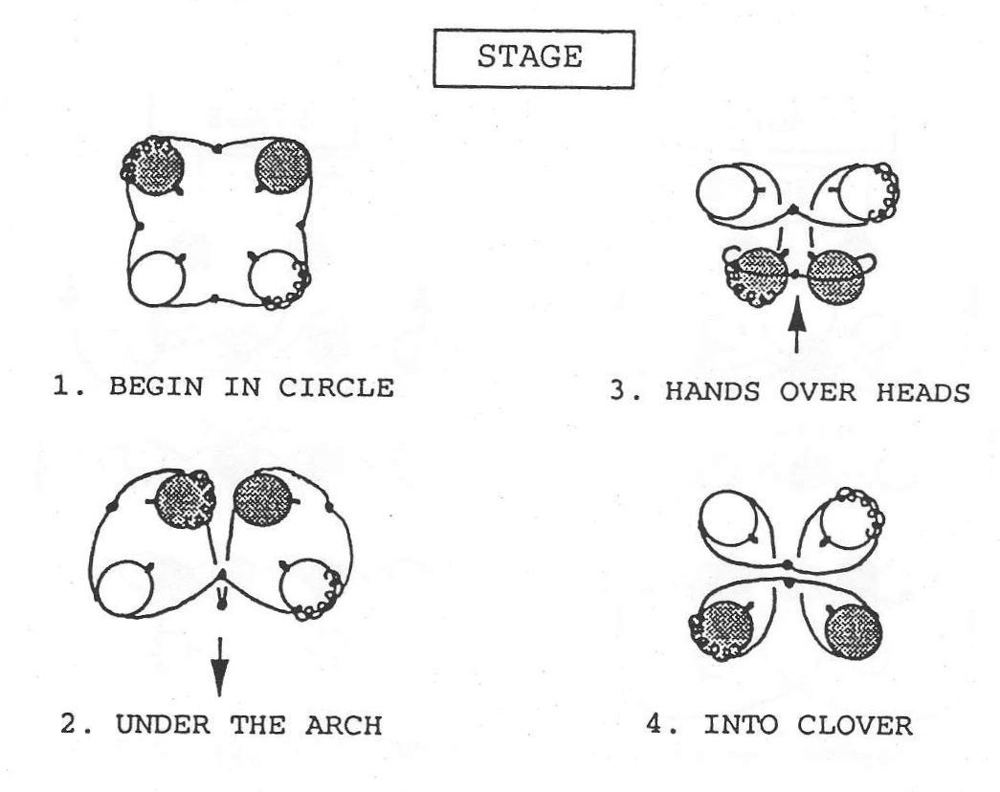 STAGE
1. BEGIN IN CIRCLE
3. HANDS OVER HEADS
2. UNDER THE ARCH
4. INTO CLOVER